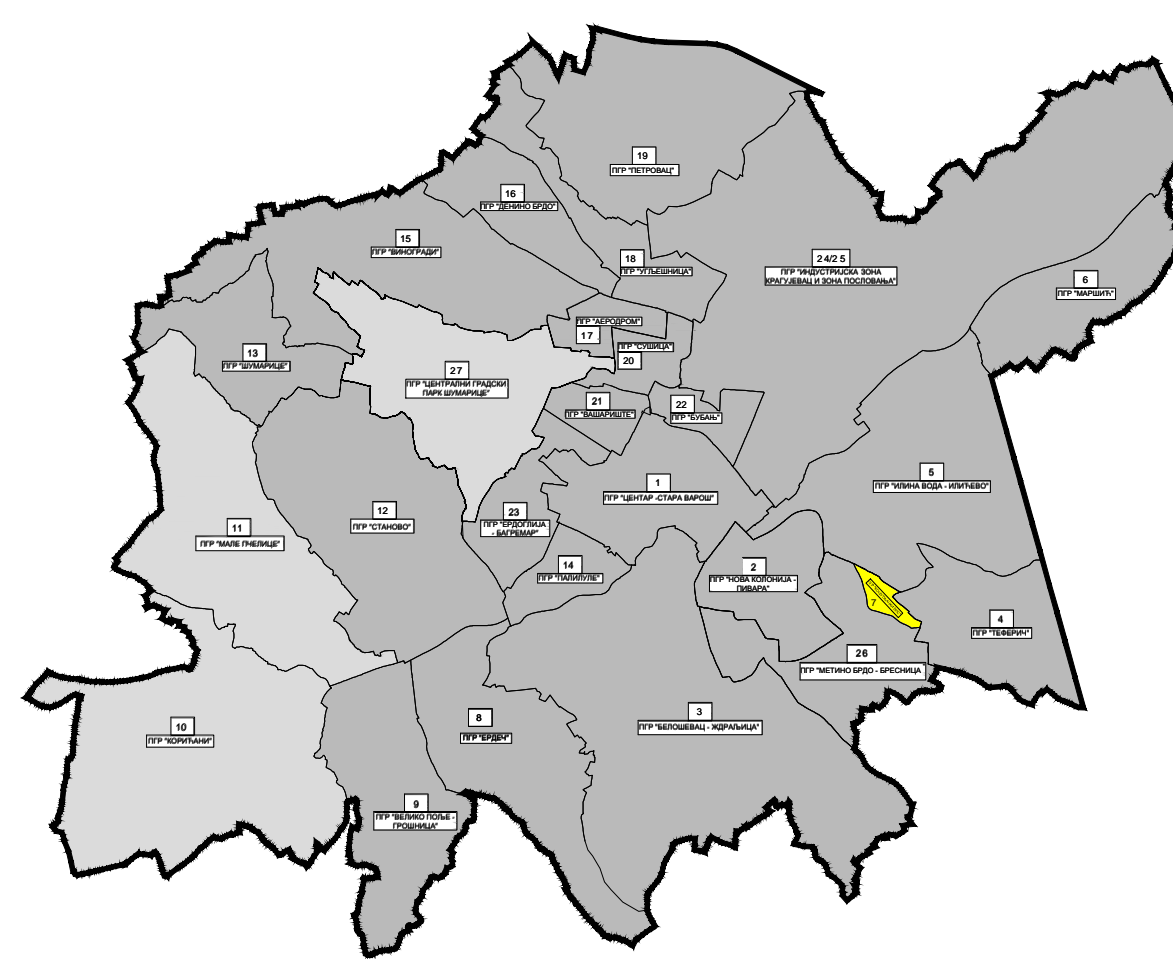 19
ПГР "ПЕТРОВАЦ"
16
ПГР "ДЕНИНО БРДО"
15
ПГР "ВИНОГРАДИ"
18
ПГР "УГЉЕШНИЦА"
24/25
ПГР "ИНДУСТРИЈСКА ЗОНА
КРАГУЈЕВАЦ И ЗОНА ПОСЛОВАЊА"
6
ПГР "МАРШИЋ"
ПГР "АЕРОДРОМ"
17
ПГР "СУШИЦА"
20
13
ПГР "ШУМАРИЦЕ"
27
ПГР "ЦЕНТРАЛНИ ГРАДСКИ
ПАРК ШУМАРИЦЕ"
21
ПГР "ВАШАРИШТЕ"
22
ПГР "БУБАЊ"
5
ПГР "ИЛИНА ВОДА - ИЛИЋЕВО"
1
ПГР "ЦЕНТАР -СТАРА ВАРОШ"
12
ПГР "СТАНОВО"
23
ПГР "ЕРДОГЛИЈА
- БАГРЕМАР"
11
ПГР "МАЛЕ ПЧЕЛИЦЕ"
14
ПГР "ПАЛИЛУЛЕ"
2
ПГР "НОВА КОЛОНИЈА -
ПИВАРА"
7
4
ПГР "ТЕФЕРИЧ"
26
ПГР "МЕТИНО БРДО - БРЕСНИЦА"
10
ПГР "КОРИЋАНИ"
8
ПГР "ЕРДЕЧ"
3
ПГР "БЕЛОШЕВАЦ - ЖДРАЉИЦА"
9
ПГР "ВЕЛИКО ПОЉЕ -
ГРОШНИЦА"